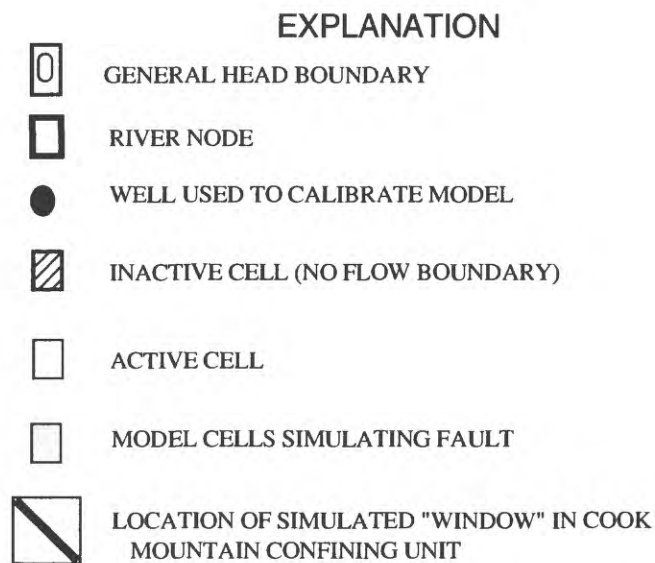 EXPLANATION
GENERAL HEAD BOUNDARY
RIVER NODE
WELL USED TO CALIBRATE MODEL
INACTIVE CELL (NO FLOW BOUNDARY)
ACTIVE CELL
MODEL CELLS SIMULATING FAULT
LOCATION OF SIMULATED "WINDOW" IN COOK
MOUNTAIN CONFINING UNIT